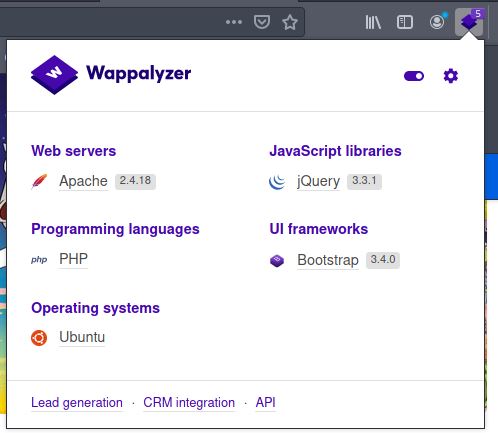 5
Wappalyzer
Web servers
Apache 2.4.18
Programming languages
php PHP
Operating systems
Ubuntu
JavaScript libraries
jQuery 3.3.1
UI frameworks
Bootstrap 3.4.0
Lead generation · CRM integration · API